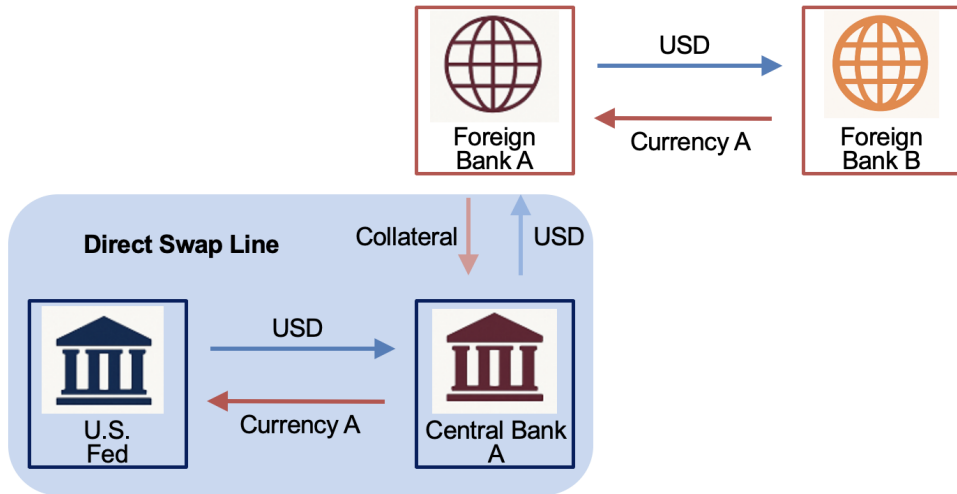 USD
Currency A
Foreign
Bank A
Foreign
Bank B
Direct Swap Line
Collateral
USD
USD
Currency A
U.S.
Fed
Central Bank
A